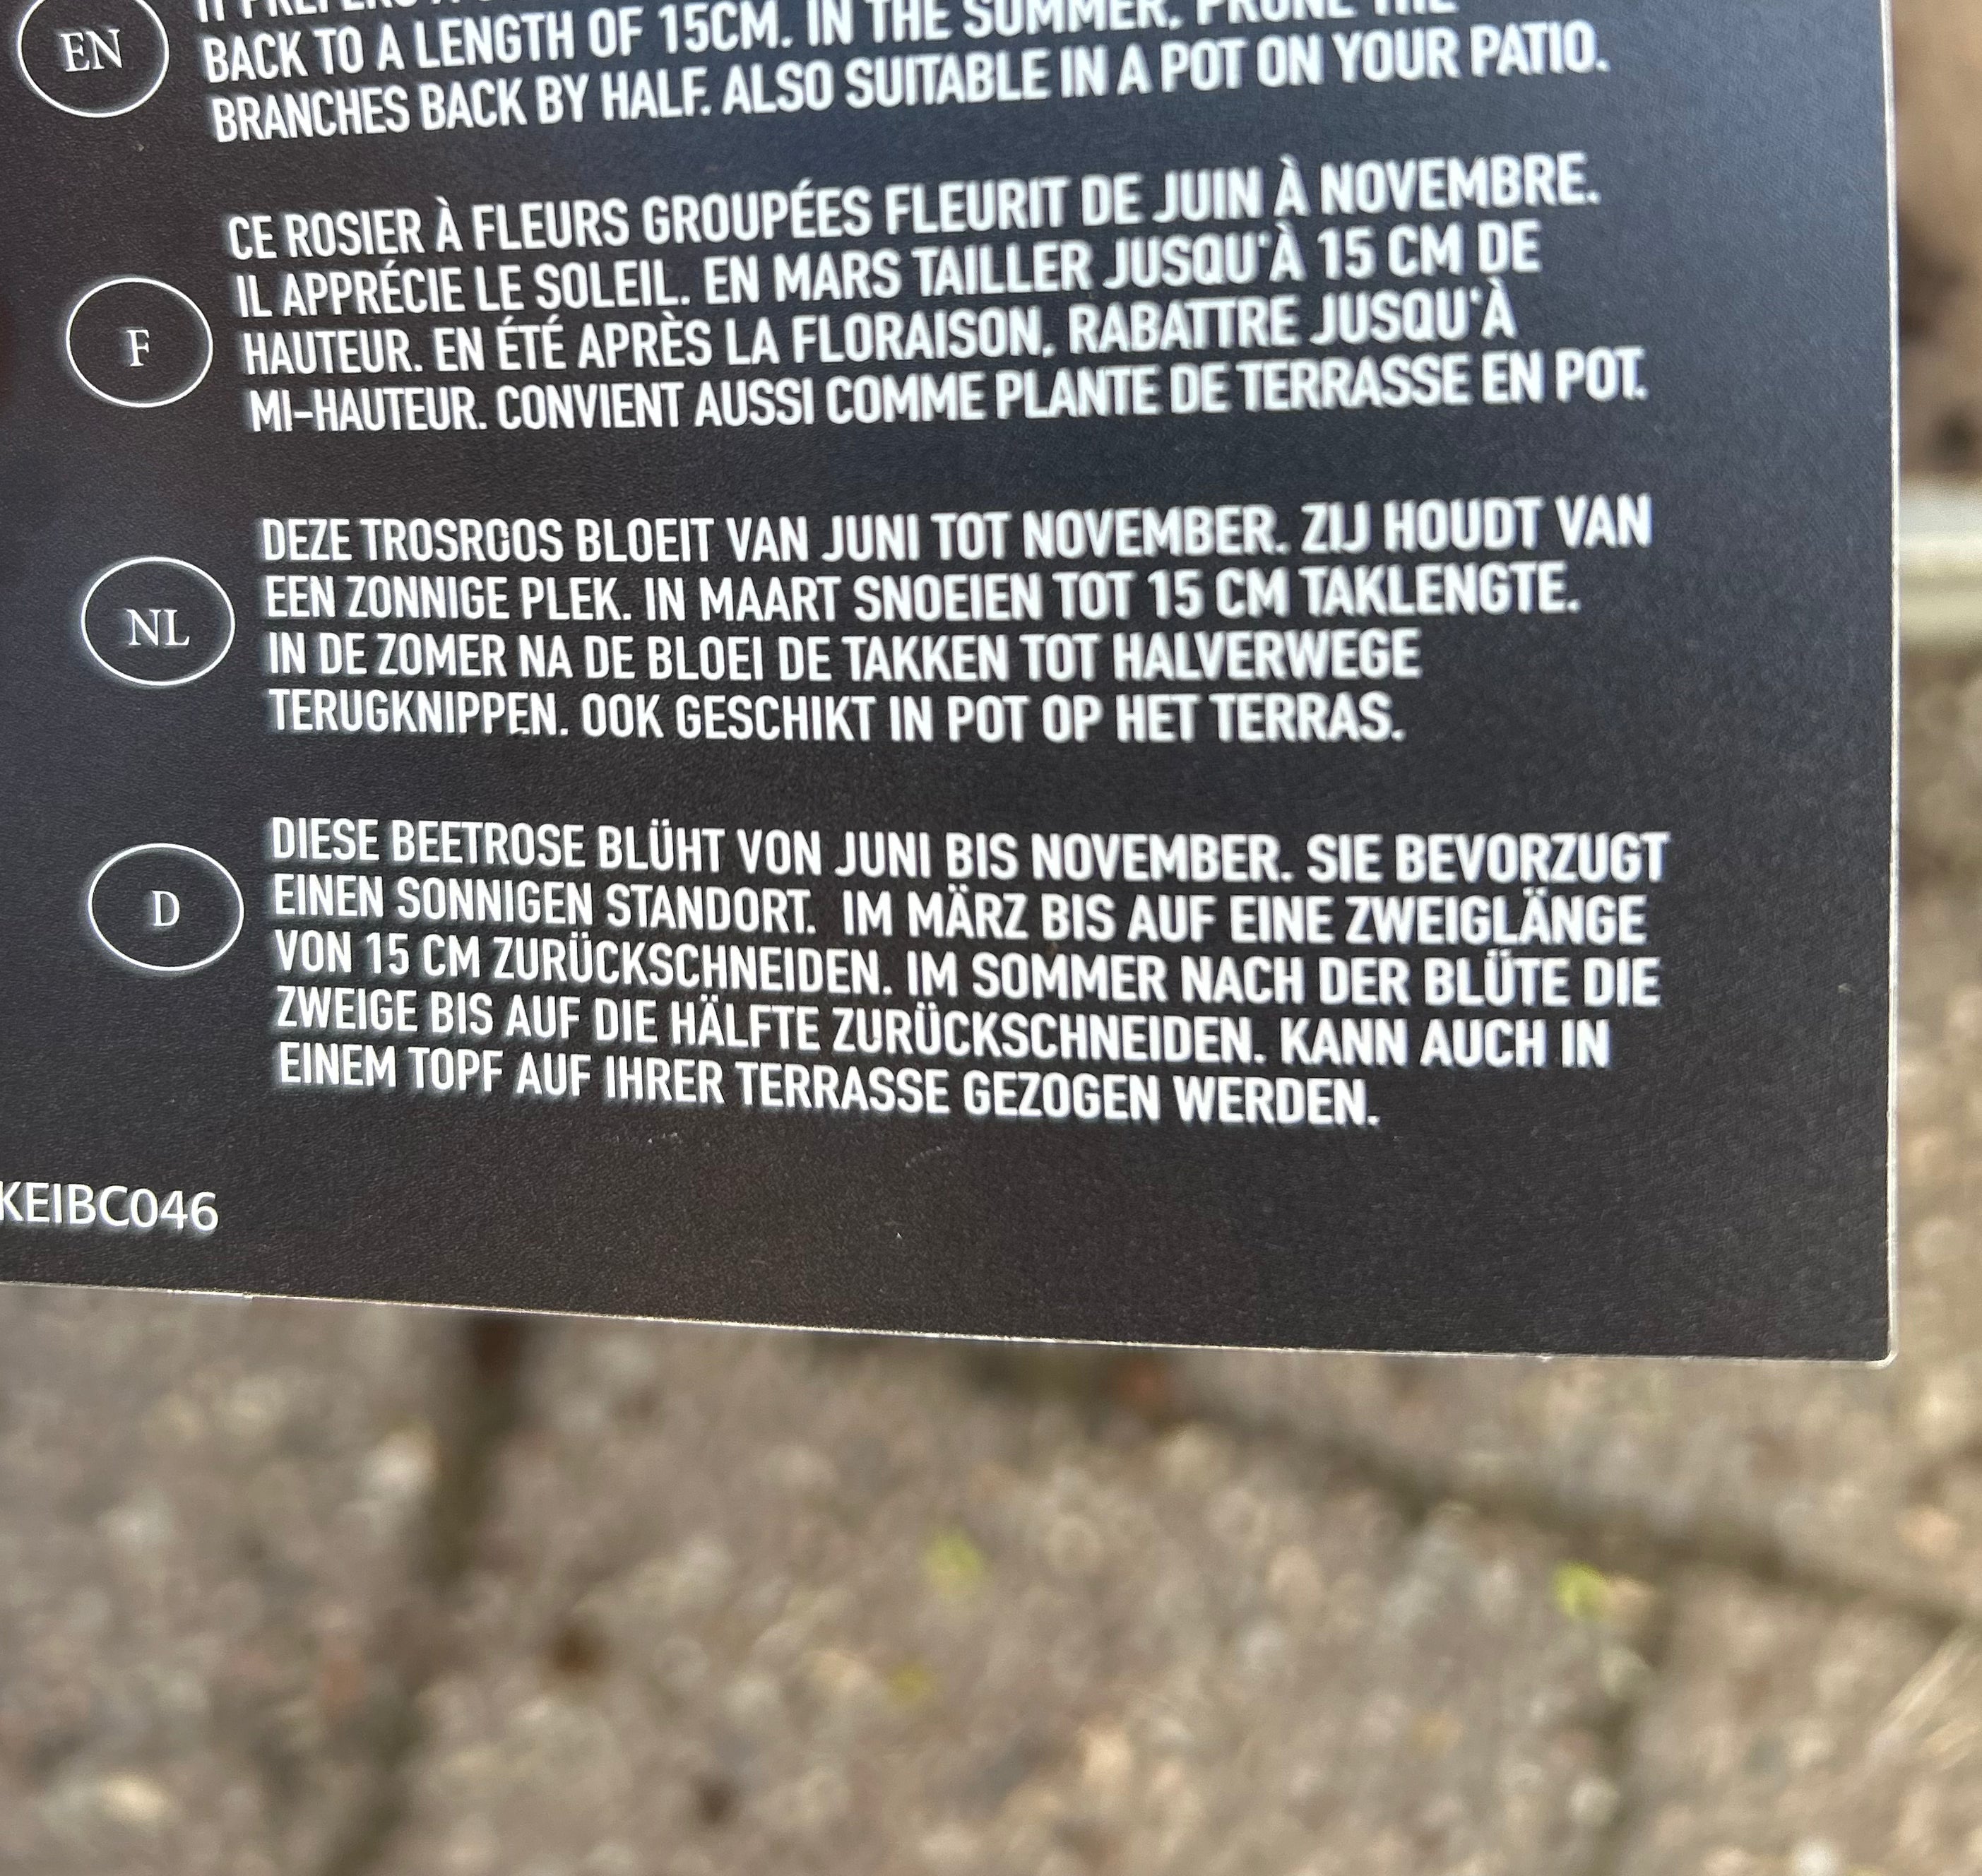 EN
BACK TO A LENGTH OF 15CM. IN THE SUMMER, PRUNE THE
BRANCHES BACK BY HALF. ALSO SUITABLE IN A POT ON YOUR PATIO.
F
CE ROSIER À FLEURS GROUPÉES FLEURIT DE JUIN À NOVEMBRE.
IL APPRÉCIE LE SOLEIL. EN MARS TAILLER JUSQU'À 15 CM DE
HAUTEUR. EN ÉTÉ APRÈS LA FLORAISON, RABATTRE JUSQU'À
MI-HAUTEUR. CONVIENT AUSSI COMME PLANTE DE TERRASSE EN POT.
NL
DEZE TROSROOS BLOEIT VAN JUNI TOT NOVEMBER. ZIJ HOUDT VAN
EEN ZONNIGE PLEK. IN MAART SNOEIEN TOT 15 CM TAKLENGTE.
IN DE ZOMER NA DE BLOEI DE TAKKEN TOT HALVERWEGE
TERUGKNIPPEN. OOK GESCHIKT IN POT OP HET TERRAS.
D
DIESE BEETROSE BLÜHT VON JUNI BIS NOVEMBER. SIE BEVORZUGT
EINEN SONNIGEN STANDORT. IM MÄRZ BIS AUF EINE ZWEIGLÄNGE
VON 15 CM ZURÜCKSCHNEIDEN. IM SOMMER NACH DER BLÜTE DIE
ZWEIGE BIS AUF DIE HÄLFTE ZURÜCKSCHNEIDEN. KANN AUCH IN
EINEM TOPF AUF IHRER TERRASSE GEZOGEN WERDEN.
KEIBC046